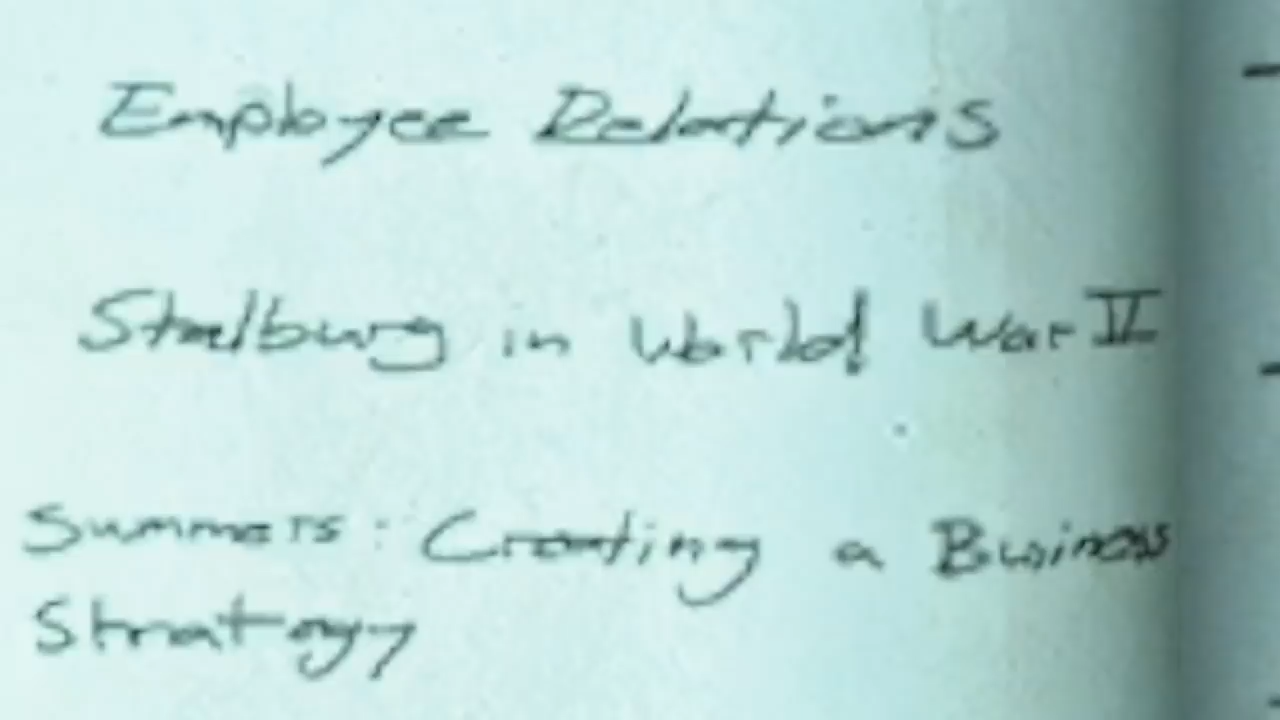 Employee Relations
Steelburg in World War II
Summers: Creating a Business
Strategy